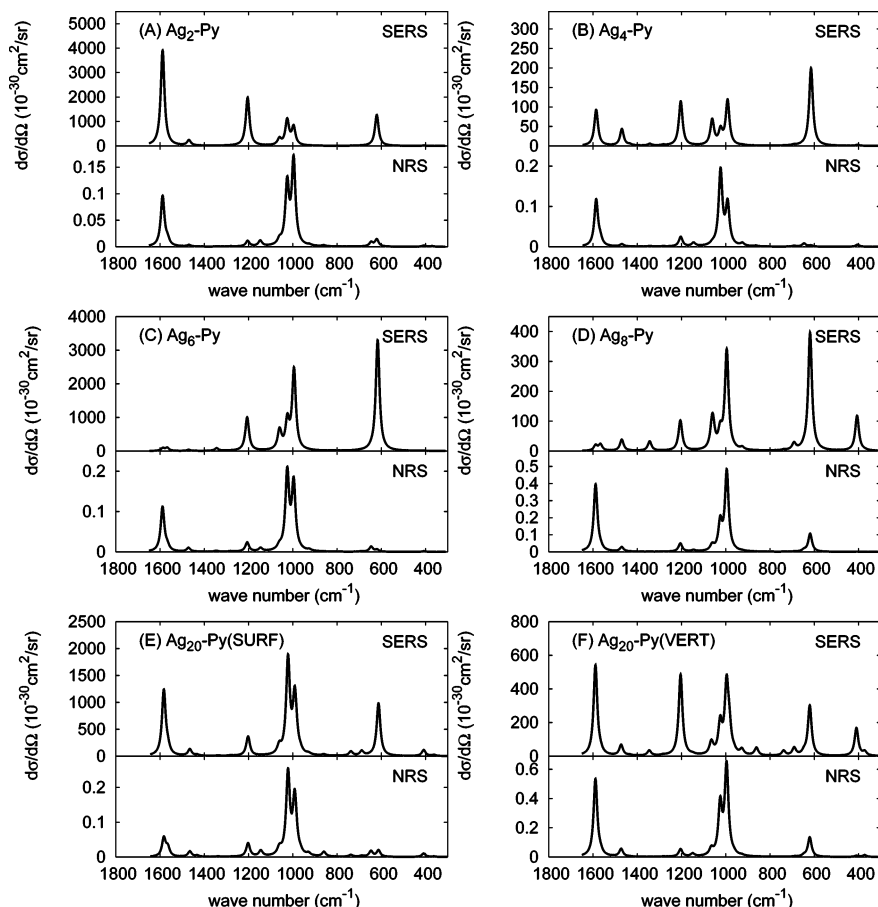 (A) Ag2-Py
SERS
5000
4000
3000
2000
1000
0
dσ/dΩ (10-30cm2/sr)
NRS
0.15
0.1
0.05
0
1800 1600 1400 1200 1000 800 600 400
wave number (cm-1)
(B) Ag4-Py
SERS
300
250
200
150
100
50
0
dσ/dΩ (10-30cm2/sr)
NRS
0.2
0.1
0
1800 1600 1400 1200 1000 800 600 400
wave number (cm-1)
(C) Ag6-Py
SERS
4000
3000
2000
1000
0
dσ/dΩ (10-30cm2/sr)
NRS
0.2
0.1
0
1800 1600 1400 1200 1000 800 600 400
wave number (cm-1)
(D) Ag8-Py
SERS
400
300
200
100
0
dσ/dΩ (10-30cm2/sr)
NRS
0.5
0.4
0.3
0.2
0.1
0
1800 1600 1400 1200 1000 800 600 400
wave number (cm-1)
(E) Ag20-Py(SURF)
SERS
2500
2000
1500
1000
500
0
dσ/dΩ (10-30cm2/sr)
NRS
0.2
0.1
0
1800 1600 1400 1200 1000 800 600 400
wave number (cm-1)
(F) Ag20-Py(VERT)
SERS
800
600
400
200
0
dσ/dΩ (10-30cm2/sr)
NRS
0.6
0.4
0.2
0
1800 1600 1400 1200 1000 800 600 400
wave number (cm-1)